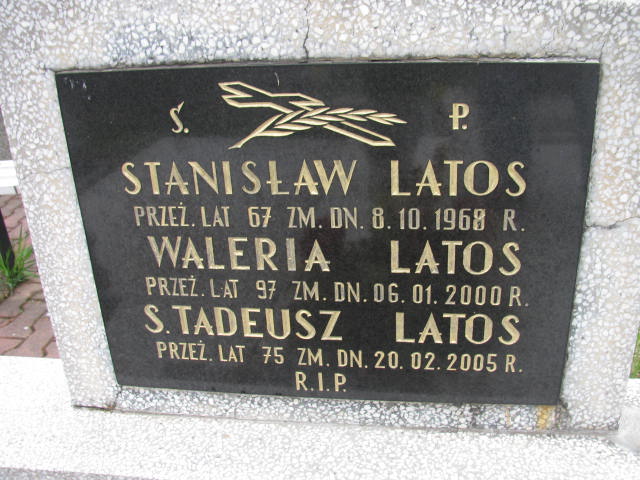 Ś. P.
STANISŁAW LATOS
PRZEŻ. LAT 67 ZM. DN. 8.10.1968 R.
WALERIA LATOS
PRZEŻ. LAT 97 ZM. DN. 06.01.2000 R.
S. TADEUSZ LATOS
PRZEŻ. LAT 75 ZM. DN. 20.02.2005 R.
R.I.P.